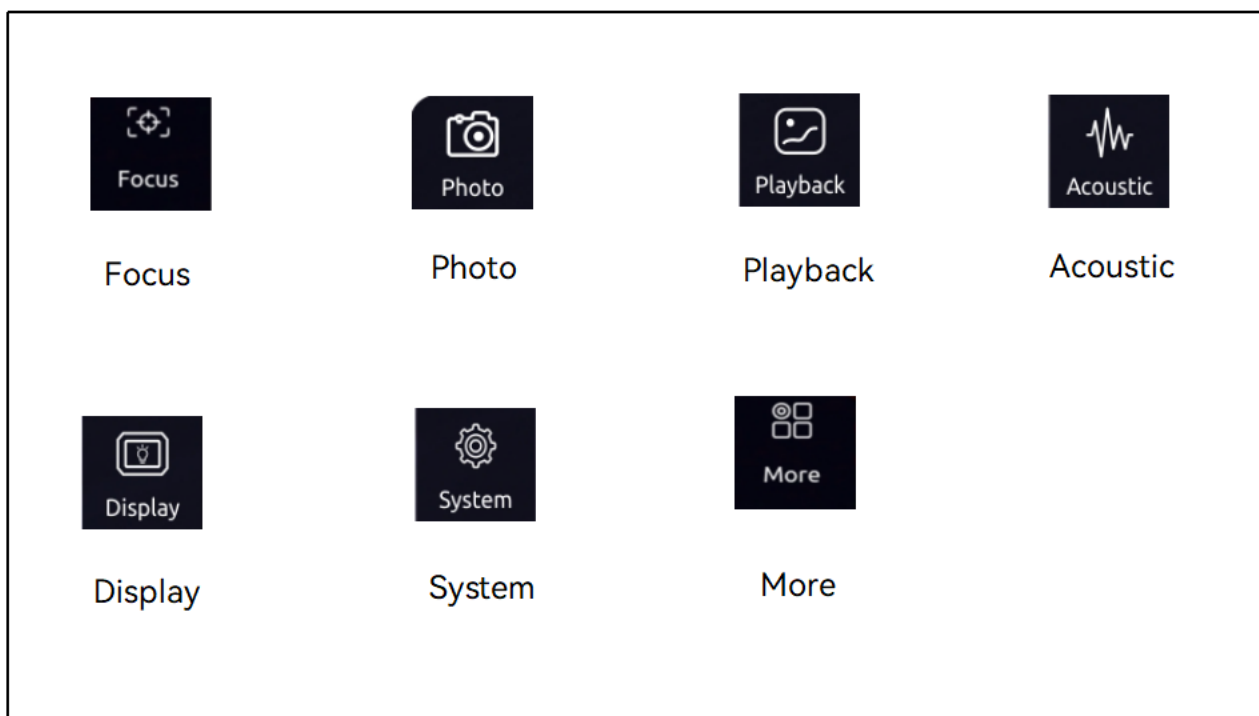 Focus
Photo
Playback
Acoustic
Focus
Photo
Playback
Acoustic
Display
System
More
Display
System
More